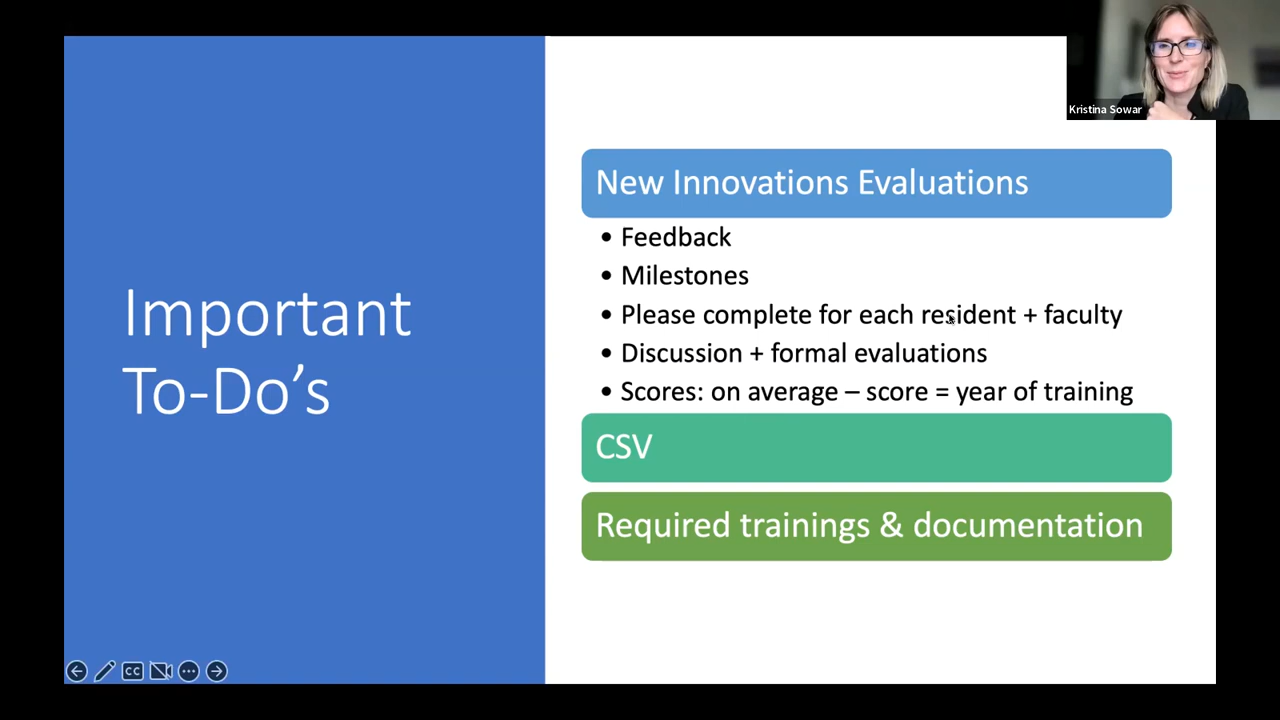 Kristina Sowar
Important
To-Do’s
New Innovations Evaluations
• Feedback
• Milestones
• Please complete for each resident + faculty
• Discussion + formal evaluations
• Scores: on average – score = year of training
CSV
Required trainings & documentation
CC